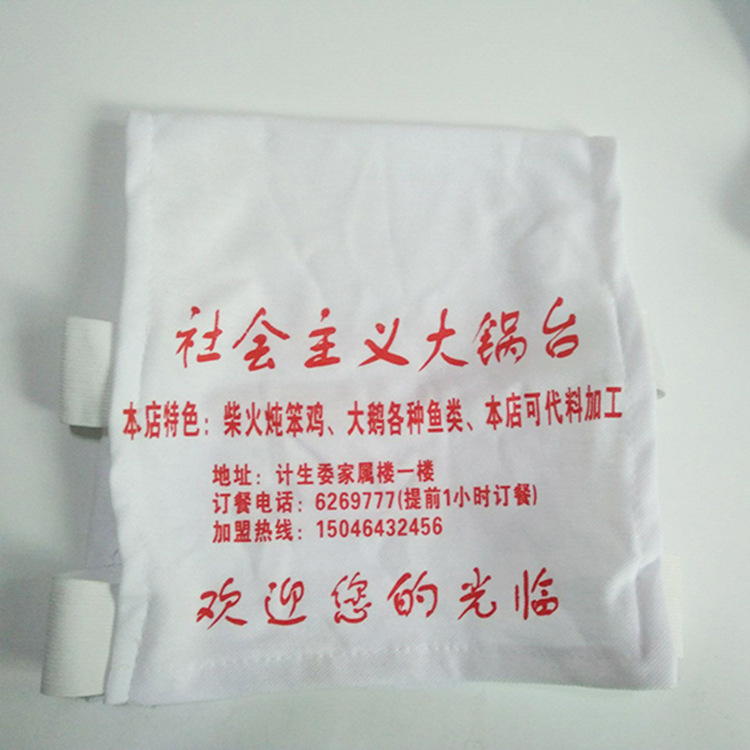 社会主义大锅台
本店特色：柴火炖笨鸡、大鹅各种鱼类、本店可代料加工
地址：计生委家属楼一楼
订餐电话：6269777(提前1小时订餐)
加盟热线：15046432456
欢迎您的光临